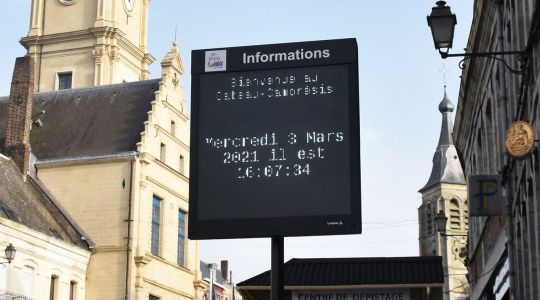 Informations
Bienvenue au
Cateau-Cambrésis
Mercredi 3 Mars
2021 il est
16:07:34
CENTRE DE DÉPISTAGE
P